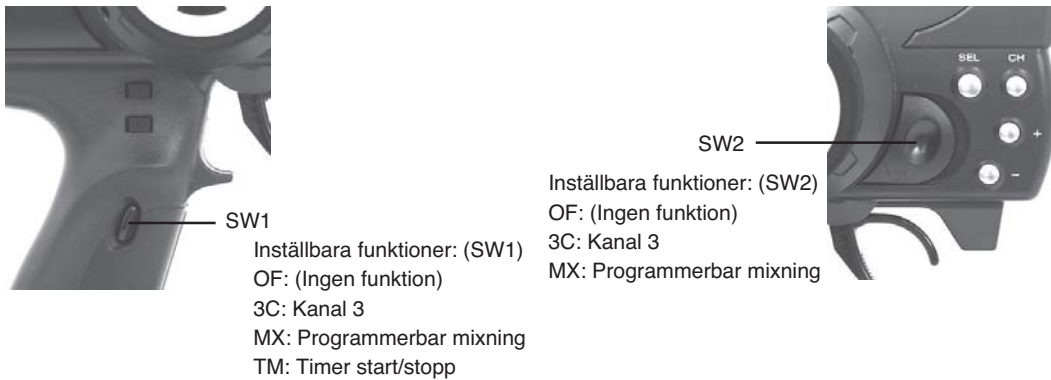 SW1
Inställbara funktioner: (SW1)
OF: (Ingen funktion)
3C: Kanal 3
MX: Programmerbar mixning
TM: Timer start/stopp
SEL CH
+
-
SW2
Inställbara funktioner: (SW2)
OF: (Ingen funktion)
3C: Kanal 3
MX: Programmerbar mixning